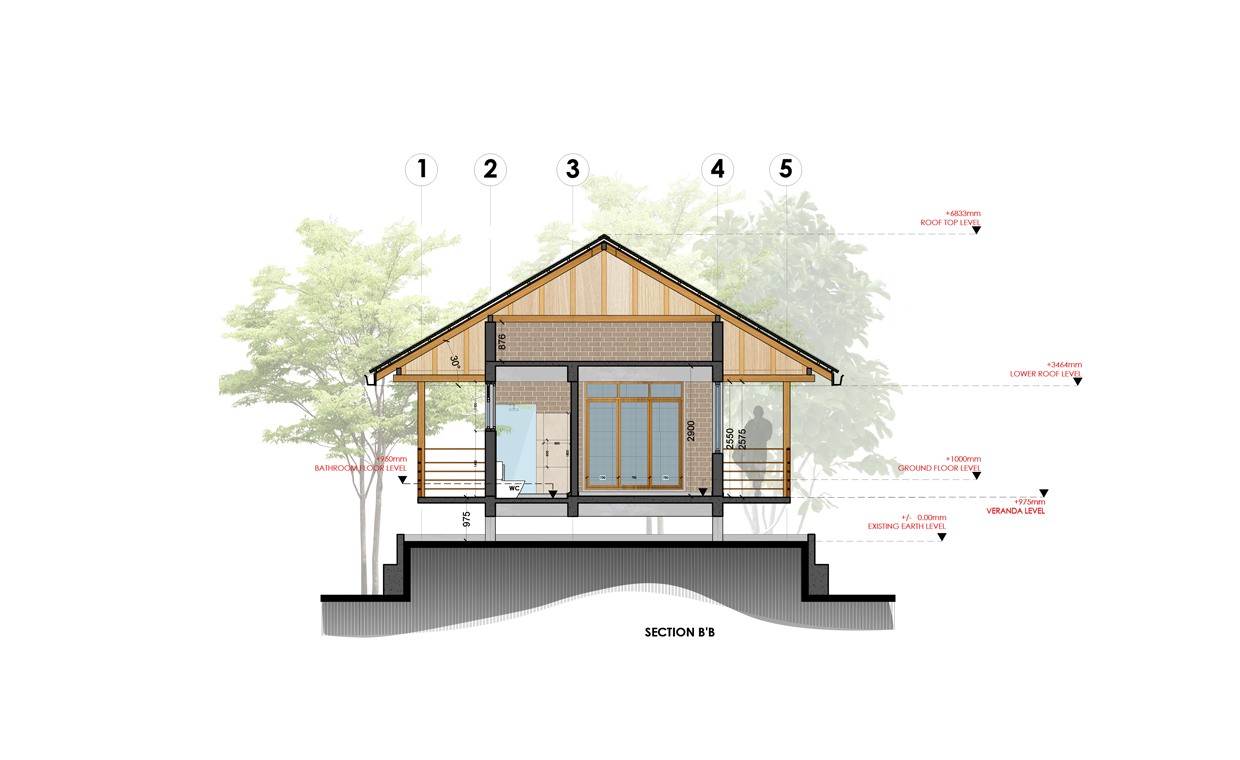 1 2 3 4 5
+6833mm
ROOF TOP LEVEL
876
30°
+3464mm
LOWER ROOF LEVEL
2900
2550
2575
+960mm
BATHROOM FLOOR LEVEL
+1000mm
GROUND FLOOR LEVEL
WC
975
+975mm
VERANDA LEVEL
+/- 0.00mm
EXISTING EARTH LEVEL
SECTION B'B